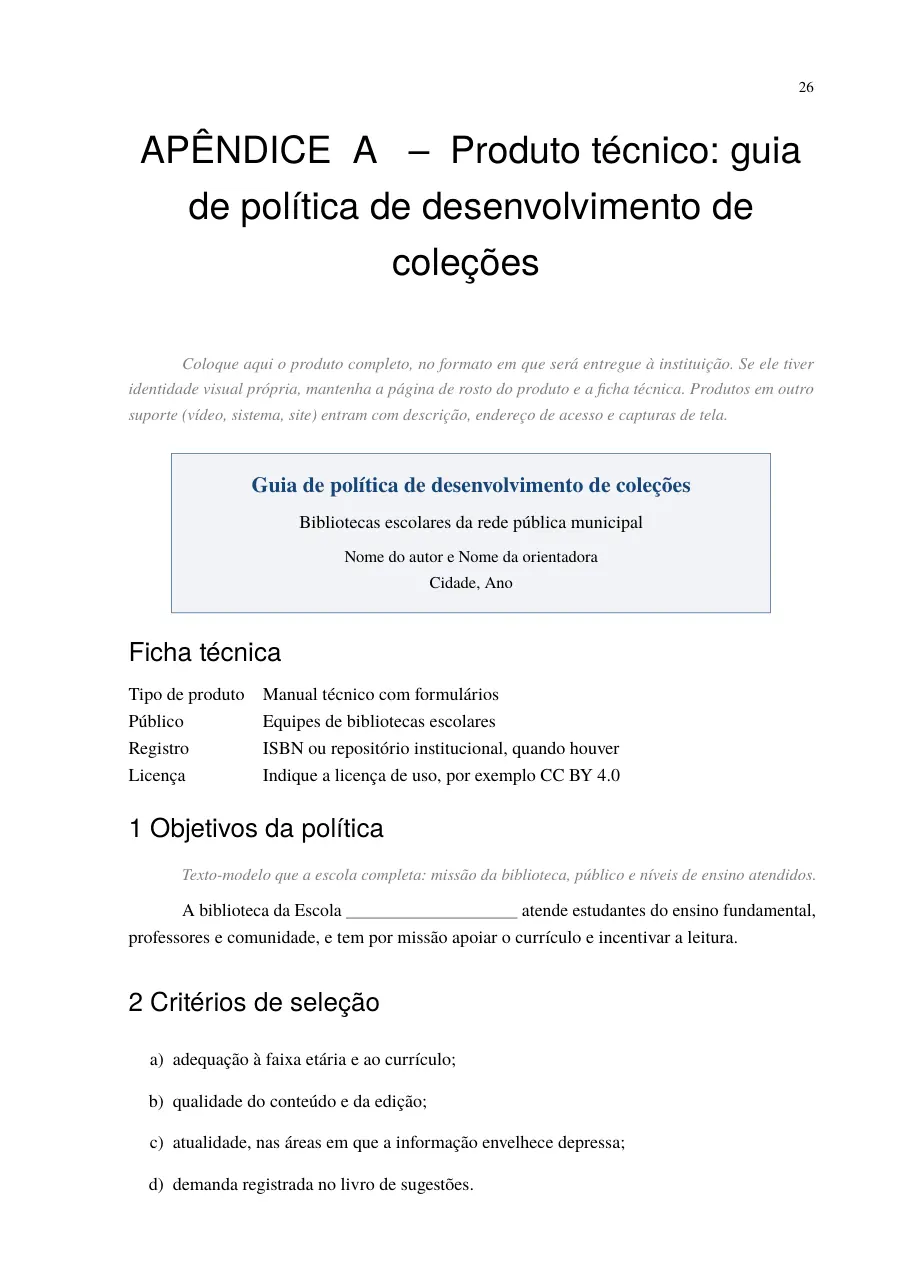 26
APÊNDICE A – Produto técnico: guia
de política de desenvolvimento de
coleções
Coloque aqui o produto completo, no formato em que será entregue à instituição. Se ele tiver
identidade visual própria, mantenha a página de rosto do produto e a ficha técnica. Produtos em outro
suporte (vídeo, sistema, site) entram com descrição, endereço de acesso e capturas de tela.
Guia de política de desenvolvimento de coleções
Bibliotecas escolares da rede pública municipal
Nome do autor e Nome da orientadora
Cidade, Ano
Ficha técnica
Tipo de produto Manual técnico com formulários
Público Equipes de bibliotecas escolares
Registro ISBN ou repositório institucional, quando houver
Licença Indique a licença de uso, por exemplo CC BY 4.0
1 Objetivos da política
Texto-modelo que a escola completa: missão da biblioteca, público e níveis de ensino atendidos.
A biblioteca da Escola ____________________ atende estudantes do ensino fundamental,
professores e comunidade, e tem por missão apoiar o currículo e incentivar a leitura.
2 Critérios de seleção
a) adequação à faixa etária e ao currículo;
b) qualidade do conteúdo e da edição;
c) atualidade, nas áreas em que a informação envelhece depressa;
d) demanda registrada no livro de sugestões.